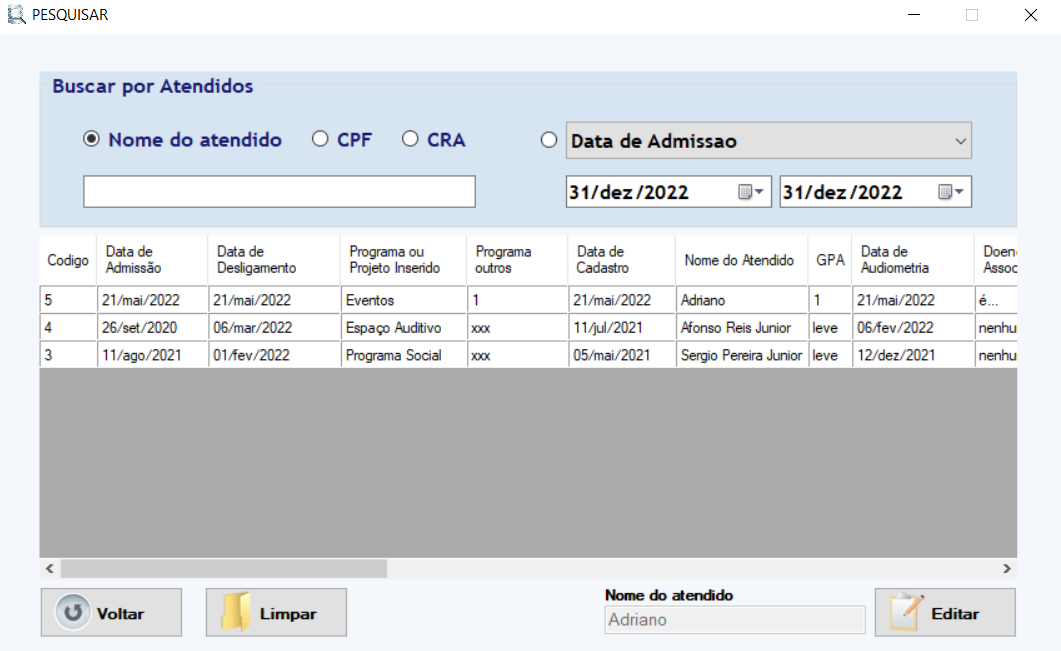 PESQUISAR
Buscar por Atendidos
Nome do atendido CPF CRA Data de Admissao
31/dez /2022 31/dez /2022
Codigo Data de Admissão Data de Desligamento Programa ou Projeto Inserido Programa outros Data de Cadastro Nome do Atendido GPA Data de Audiometria Doen Assoc
5 21/mai/2022 21/mai/2022 Eventos 1 21/mai/2022 Adriano 1 21/mai/2022 é...
4 26/set/2020 06/mar/2022 Espaço Auditivo xxx 11/jul/2021 Afonso Reis Junior leve 06/fev/2022 nenhu
3 11/ago/2021 01/fev/2022 Programa Social xxx 05/mai/2021 Sergio Pereira Junior leve 12/dez/2021 nenhu
Nome do atendido
Voltar Limpar Adriano Editar